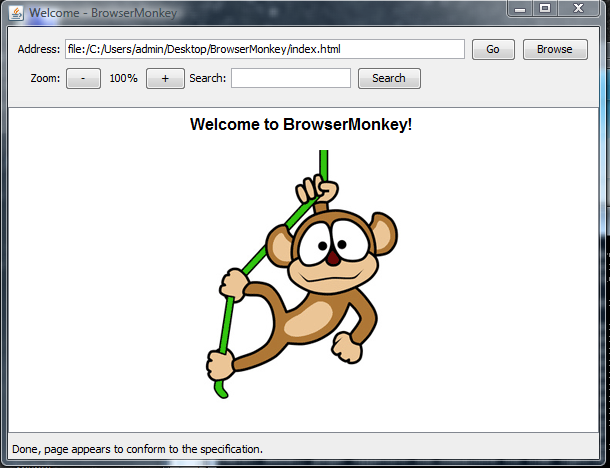 Welcome - BrowserMonkey
Address: file:/C:/Users/admin/Desktop/BrowserMonkey/index.html Go Browse
Zoom: - 100% + Search: Search
Welcome to BrowserMonkey!
Done, page appears to conform to the specification.